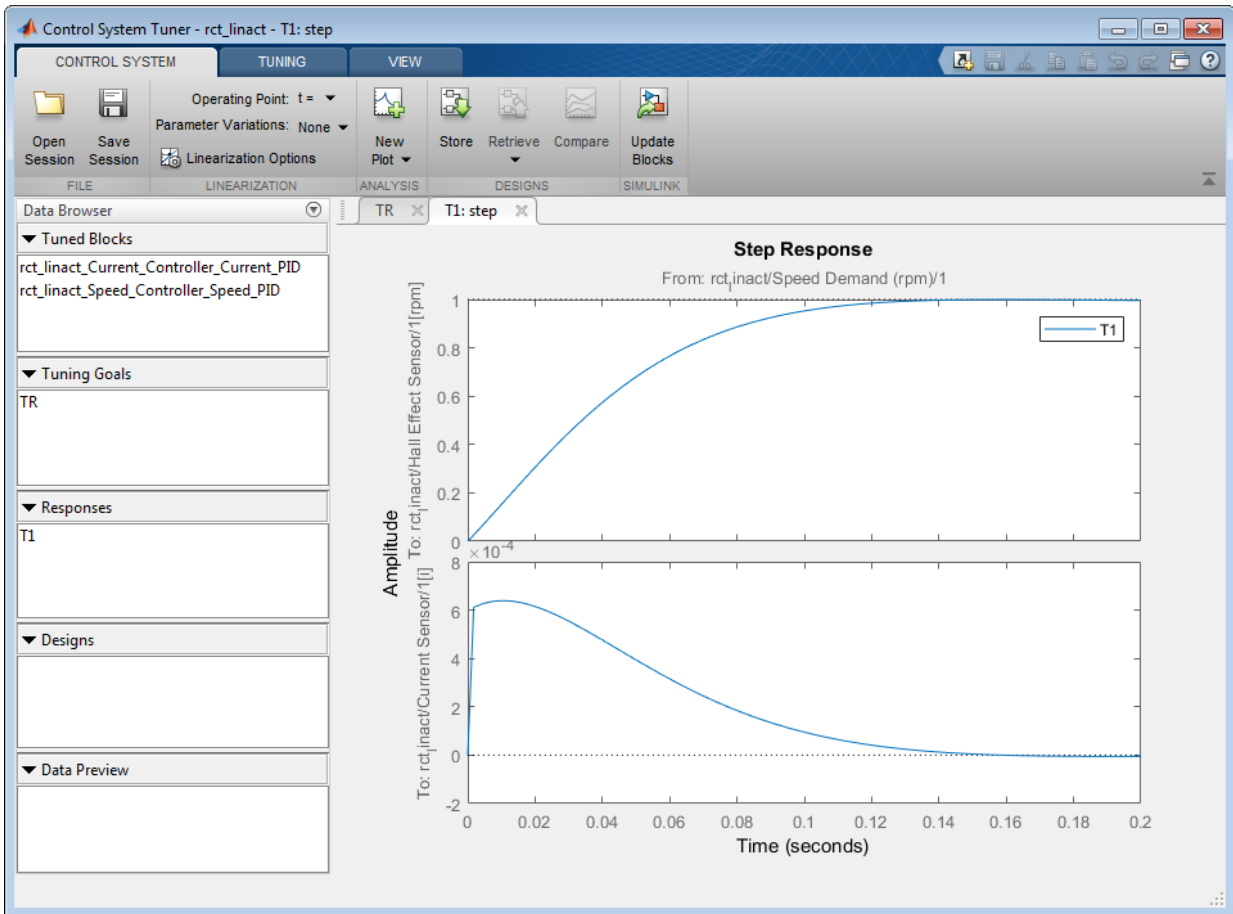 Control System Tuner - rct_linact - T1: step
CONTROL SYSTEM
TUNING
VIEW
Open Session
Save Session
Operating Point: t =
Parameter Variations: None
Linearization Options
New Plot
Store
Retrieve
Compare
Update Blocks
FILE
LINEARIZATION
ANALYSIS
DESIGNS
SIMULINK
Data Browser
Tuned Blocks
rct_linact_Current_Controller_Current_PID
rct_linact_Speed_Controller_Speed_PID
Tuning Goals
TR
Responses
T1
Designs
Data Preview
TR
T1: step
Step Response
From: rct_linact/Speed Demand (rpm)/1
T1
Amplitude
To: rct_linact/Hall Effect Sensor/1[rpm]
1
0.8
0.6
0.4
0.2
0
×10^-4
To: rct_linact/Current Sensor/1[i]
8
6
4
2
0
-2
0 0.02 0.04 0.06 0.08 0.1 0.12 0.14 0.16 0.18 0.2
Time (seconds)